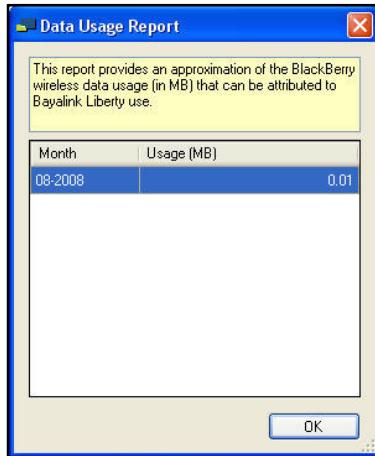 Data Usage Report
This report provides an approximation of the BlackBerry
wireless data usage (in MB) that can be attributed to
Bayalink Liberty use.
Month Usage (MB)
08-2008 0.01
OK